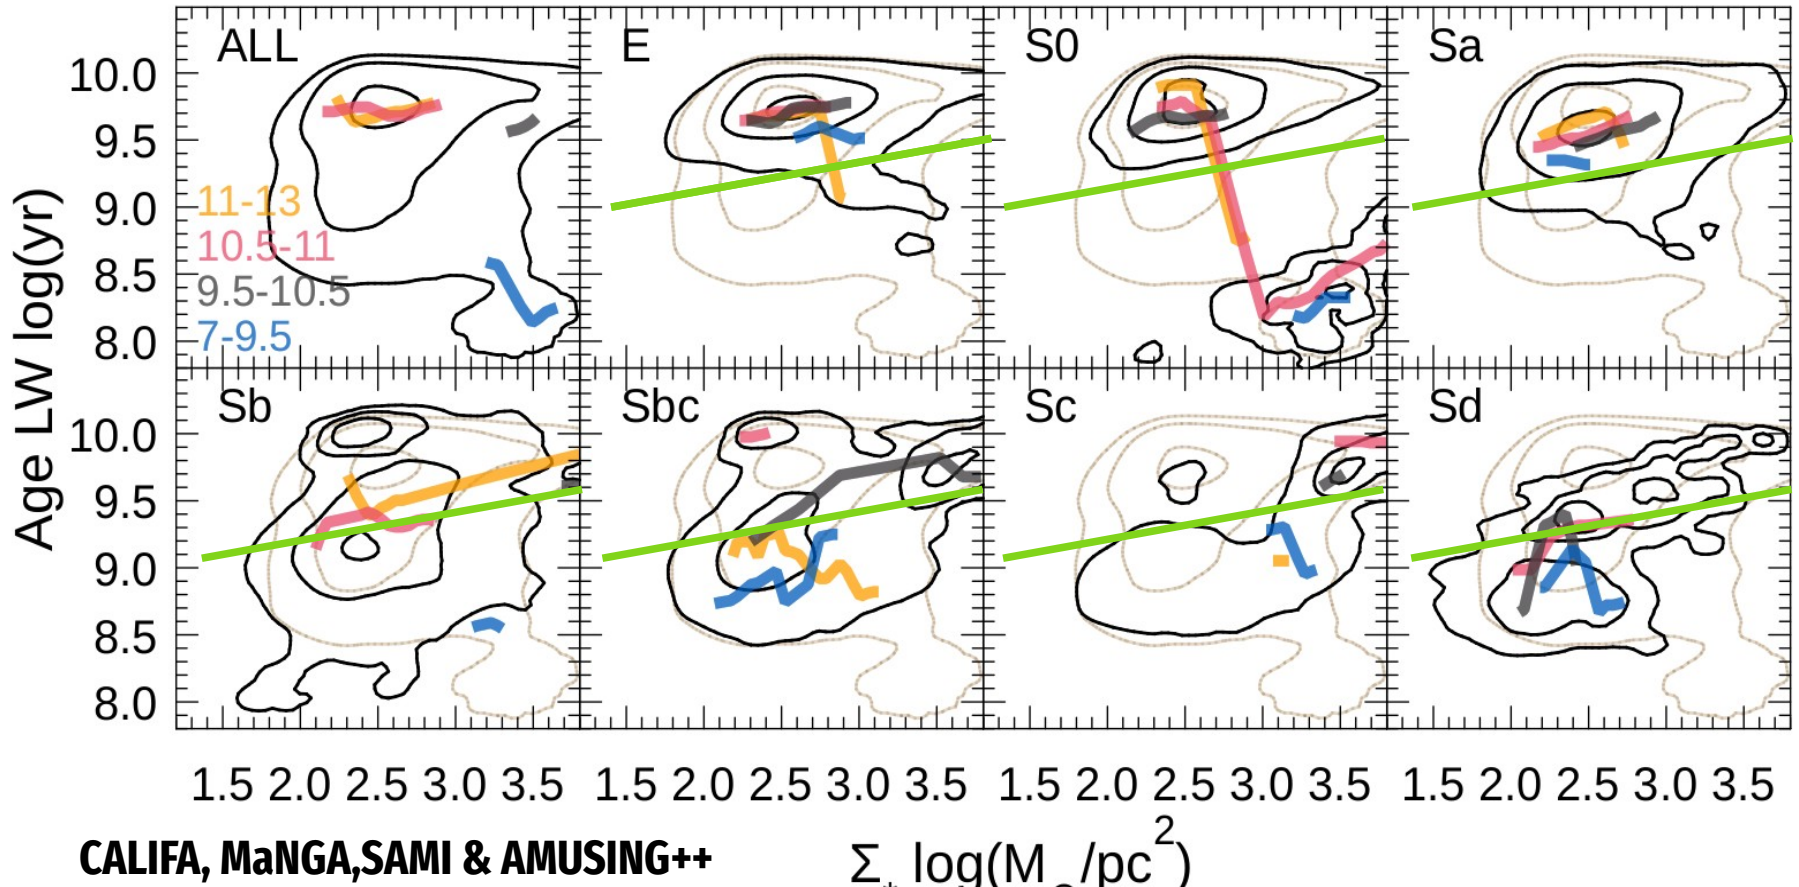 ALL
E
S0
Sa
10.0
9.5
9.0
8.5
8.0
11-13
10.5-11
9.5-10.5
7-9.5
Age LW log(yr)
Sb
Sbc
Sc
Sd
10.0
9.5
9.0
8.5
8.0
1.5 2.0 2.5 3.0 3.5 1.5 2.0 2.5 3.0 3.5 1.5 2.0 2.5 3.0 3.5 1.5 2.0 2.5 3.0 3.5
CALIFA, MaNGA,SAMI & AMUSING++
Σ* log(M /pc²)